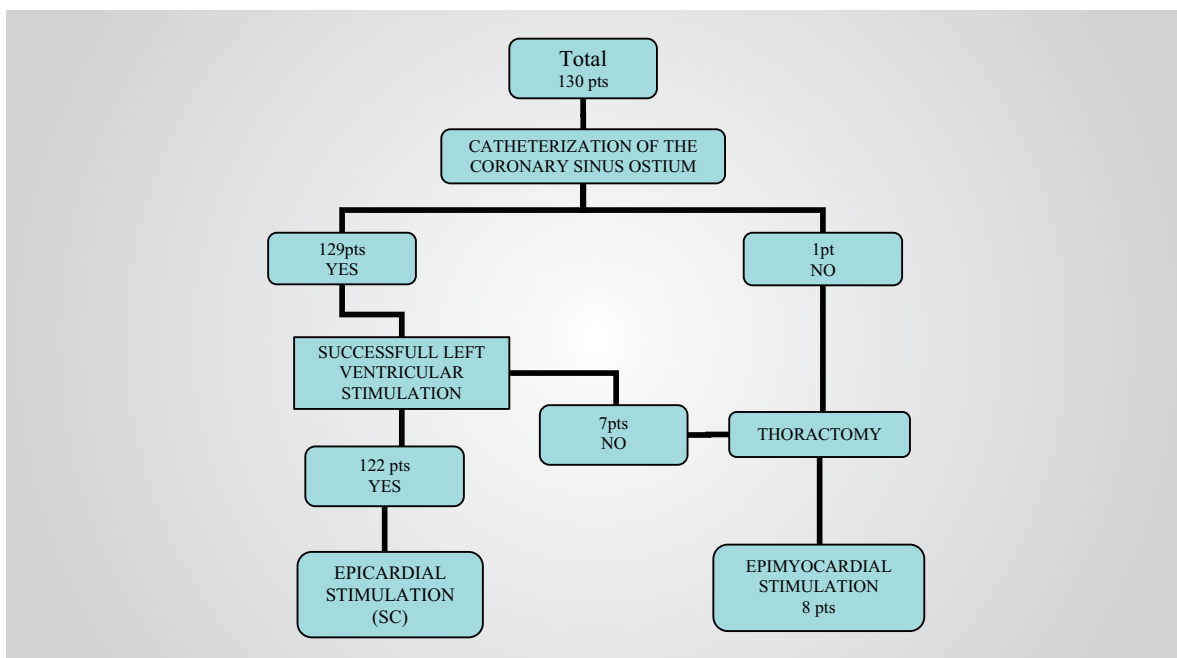 Total
130 pts
CATHETERIZATION OF THE
CORONARY SINUS OSTIUM
129pts
YES
1pt
NO
SUCCESSFULL LEFT
VENTRICULAR
STIMULATION
7pts
NO
THORACTOMY
122 pts
YES
EPICARDIAL
STIMULATION
(SC)
EPIMYOCARDIAL
STIMULATION
8 pts